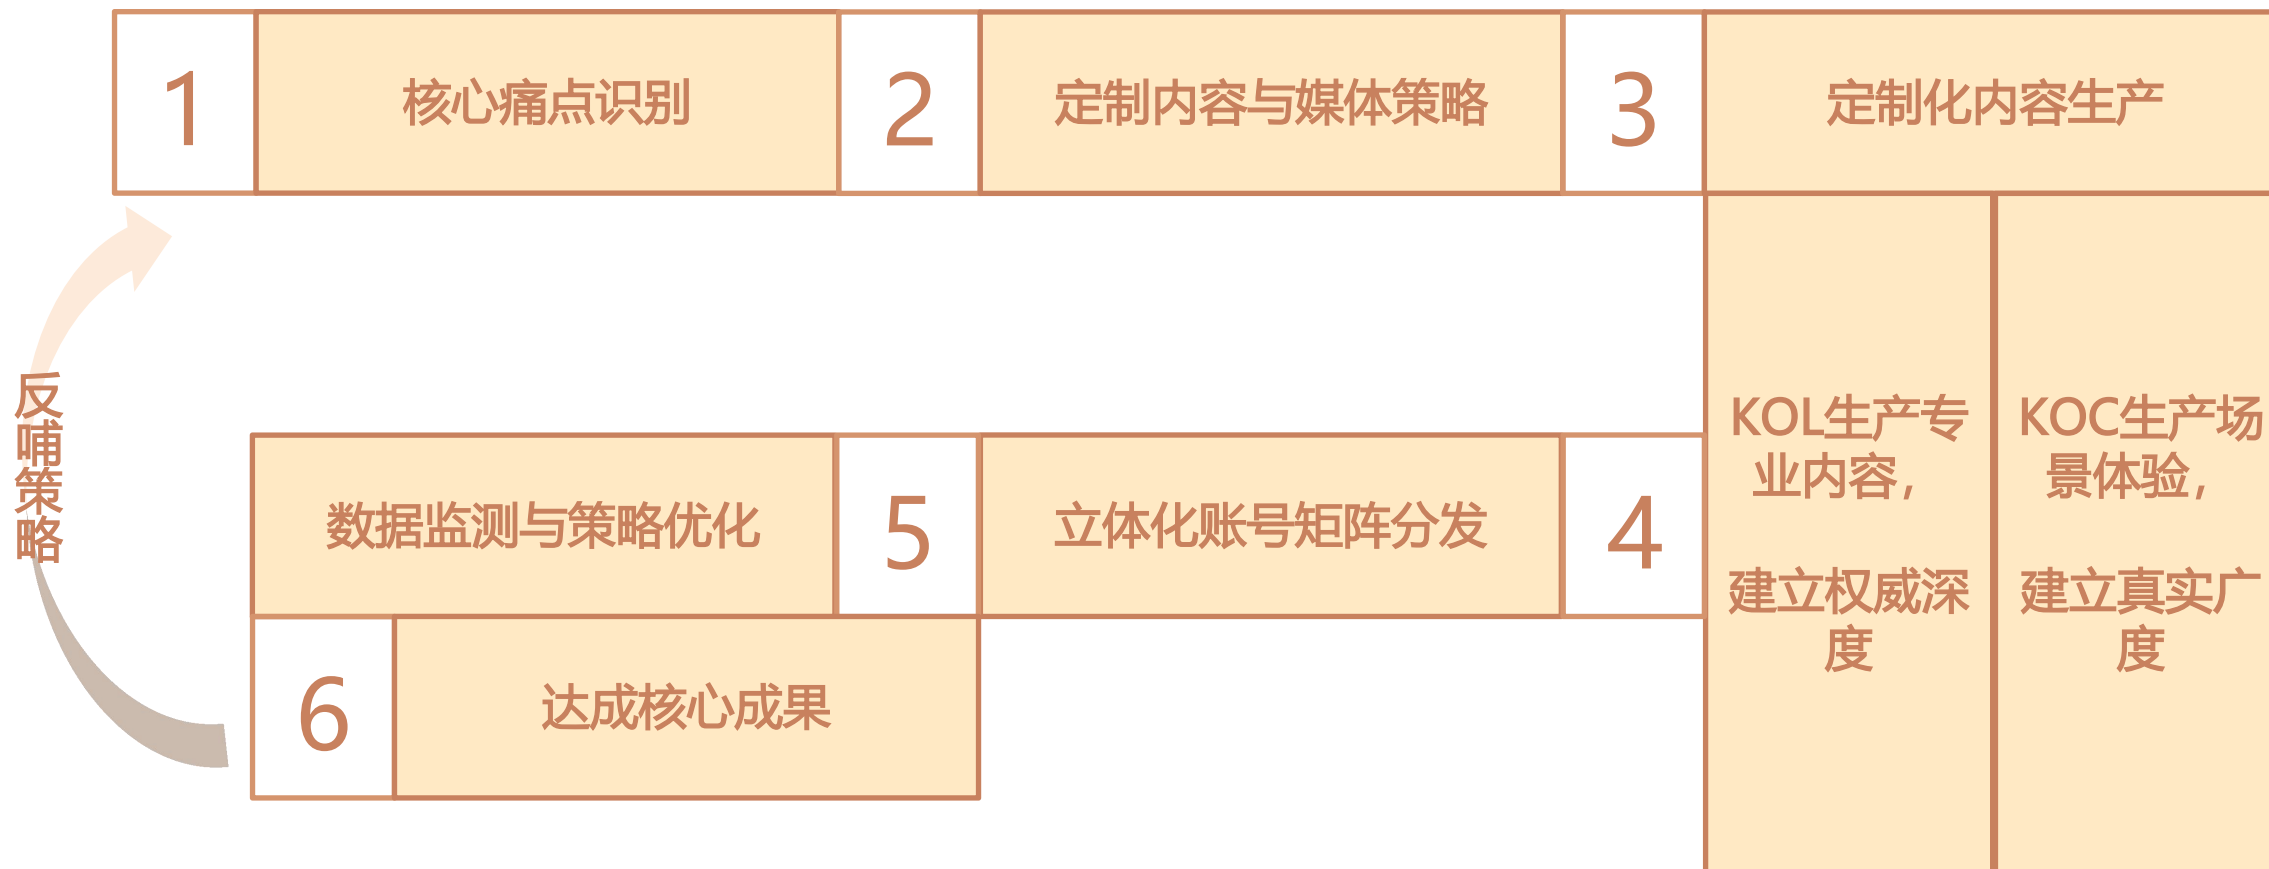 1
核心痛点识别
2
定制内容与媒体策略
3
定制化内容生产
KOL生产专
业内容，
建立权威深
度
KOC生产场
景体验，
建立真实广
度
4
立体化账号矩阵分发
5
数据监测与策略优化
6
达成核心成果
反哺策略